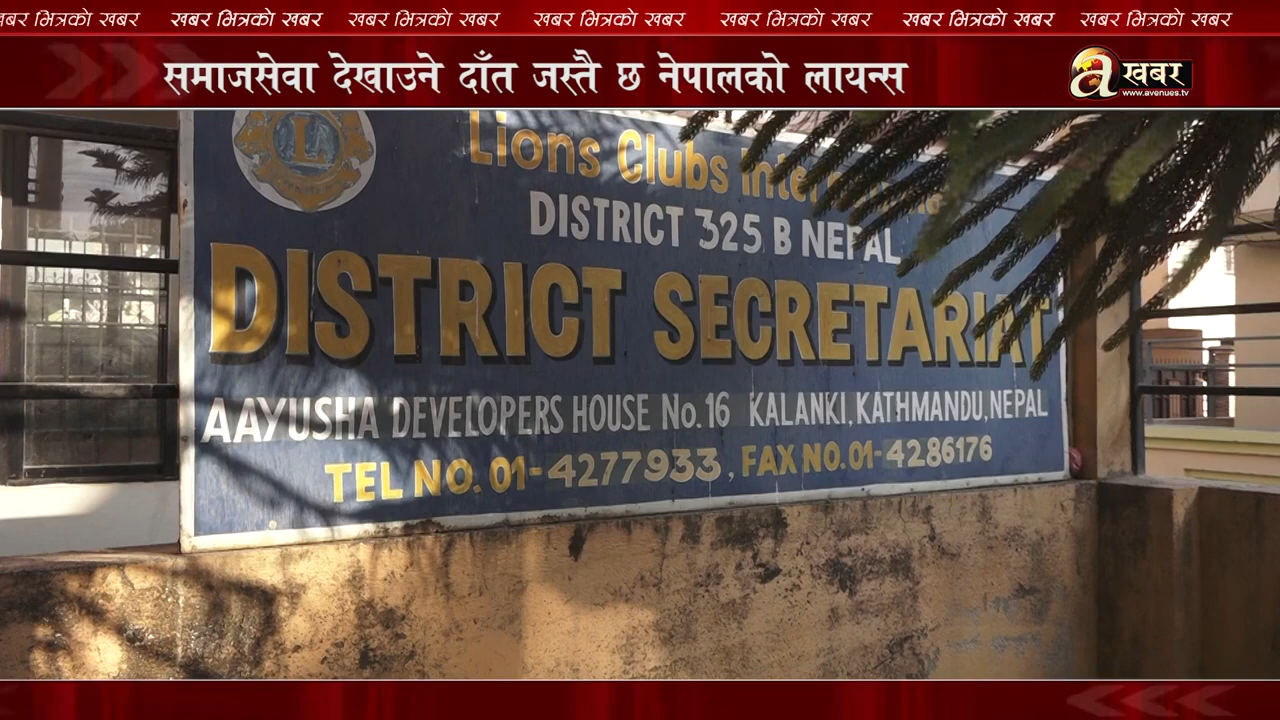 खबर भित्रको खबर खबर भित्रको खबर खबर भित्रको खबर खबर भित्रको खबर खबर भित्रको खबर खबर भित्रको खबर खबर भित्रको खबर
समाजसेवा देखाउने दाँत जस्तै छ नेपालको लायन्स
a खबर
www.avenues.tv
L
Lions Clubs
DISTRICT 325 B NEPAL
DISTRICT SECRETARIAT
AAYUSHA DEVELOPERS HOUSE No. 16 KALANKI, KATHMANDU, NEPAL
TEL NO. 01-4277933, FAX NO. 01-4286176